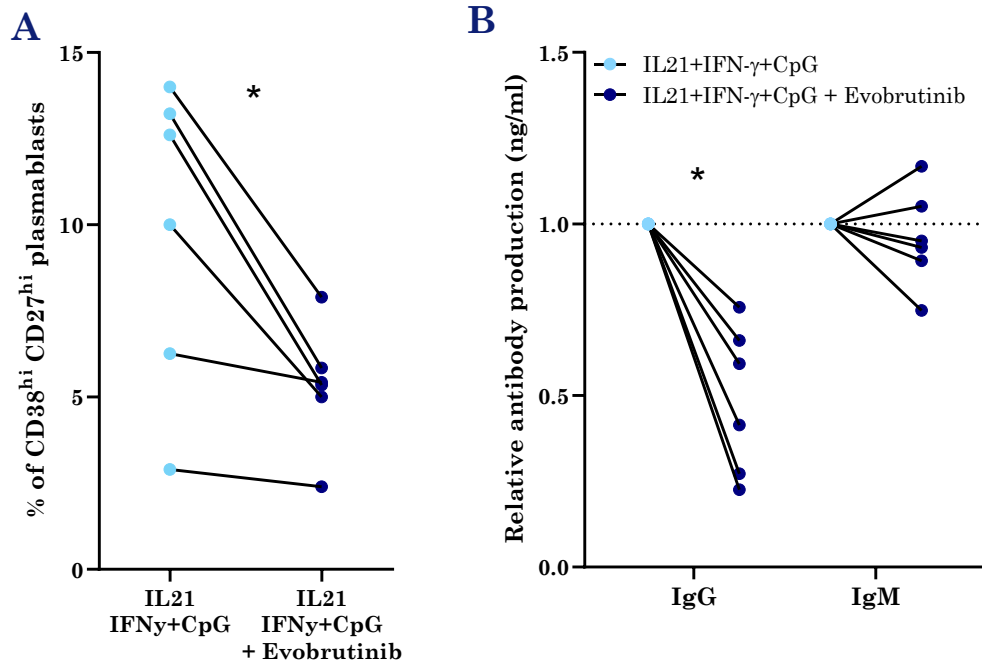 A
% of CD38hi CD27hi plasmablasts
15
10
5
0
*
IL21
IFNy+CpG
IL21
IFNy+CpG
+ Evobrutinib
B
Relative antibody production (ng/ml)
1.5
1.0
0.5
0.0
IL21+IFN-γ+CpG
IL21+IFN-γ+CpG + Evobrutinib
*
IgG
IgM